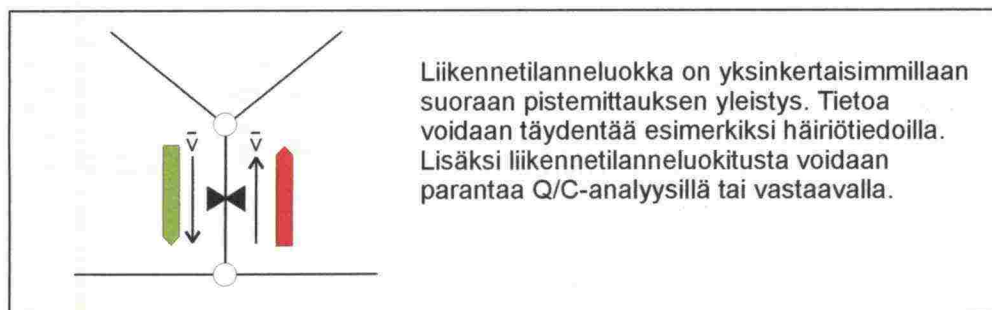 v̄ v̄
Liikennetilanneluokka on yksinkertaisimmillaan
suoraan pistemittauksen yleistys. Tietoa
voidaan täydentää esimerkiksi häiriötiedoilla.
Lisäksi liikennetilanneluokitusta voidaan
parantaa Q/C-analyysillä tai vastaavalla.